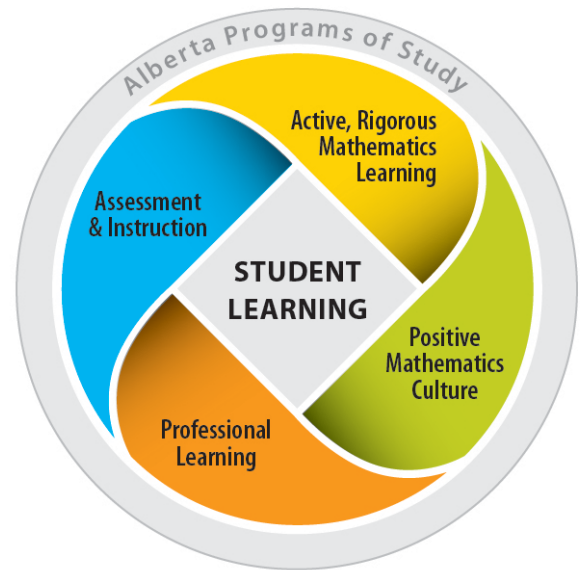 Alberta Programs of Study
Active, Rigorous
Mathematics
Learning
Assessment
& Instruction
STUDENT
LEARNING
Positive
Mathematics
Culture
Professional
Learning